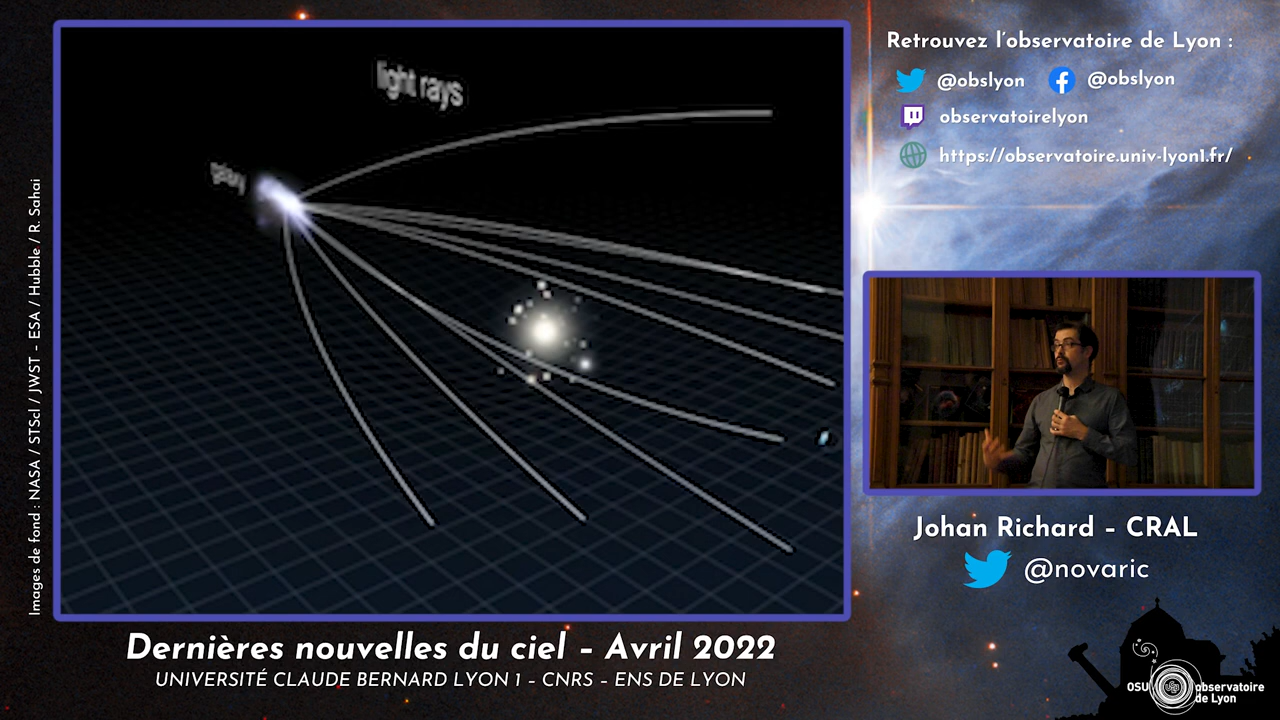 light rays
galaxy
Images de fond : NASA / STScI / JWST - ESA / Hubble / R. Sahai
Dernières nouvelles du ciel - Avril 2022
UNIVERSITÉ CLAUDE BERNARD LYON 1 - CNRS - ENS DE LYON
Retrouvez l'observatoire de Lyon :
@obslyon @obslyon
observatoirelyon
https://observatoire.univ-lyon1.fr/
Johan Richard - CRAL
@novaric
OSUL observatoire
de Lyon